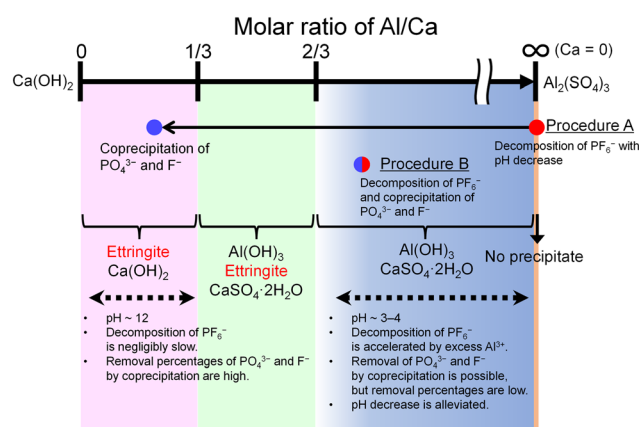 Molar ratio of Al/Ca
0
1/3
2/3
∞ (Ca = 0)
Ca(OH)₂
Al₂(SO₄)₃
Procedure A
Decomposition of PF₆⁻ with
pH decrease
Coprecipitation of
PO₄³⁻ and F⁻
Procedure B
Decomposition of PF₆⁻
and coprecipitation of
PO₄³⁻ and F⁻
Ettringite
Ca(OH)₂
Al(OH)₃
Ettringite
CaSO₄·2H₂O
Al(OH)₃
CaSO₄·2H₂O
No precipitate
• pH ~ 12
• Decomposition of PF₆⁻
is negligibly slow.
• Removal percentages of PO₄³⁻ and F⁻
by coprecipitation are high.
• pH ~ 3–4
• Decomposition of PF₆⁻
is accelerated by excess Al³⁺.
• Removal of PO₄³⁻ and F⁻
by coprecipitation is possible,
but removal percentages are low.
• pH decrease is alleviated.